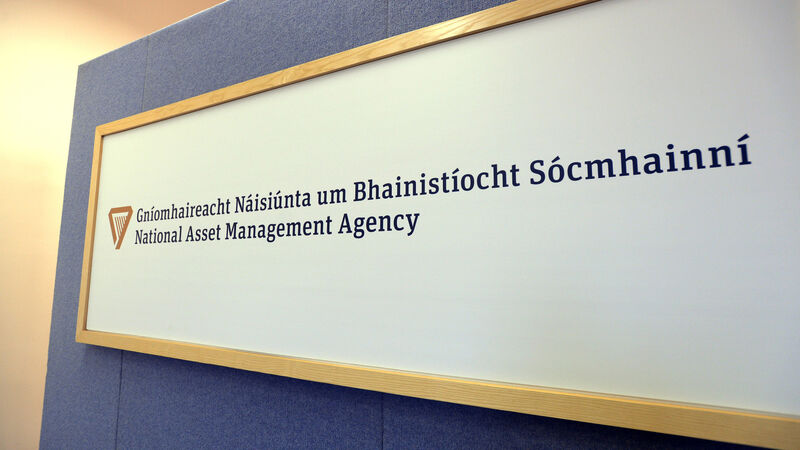 Gníomhaireacht Náisiúnta um Bhainistíocht Sócmhainní
National Asset Management Agency